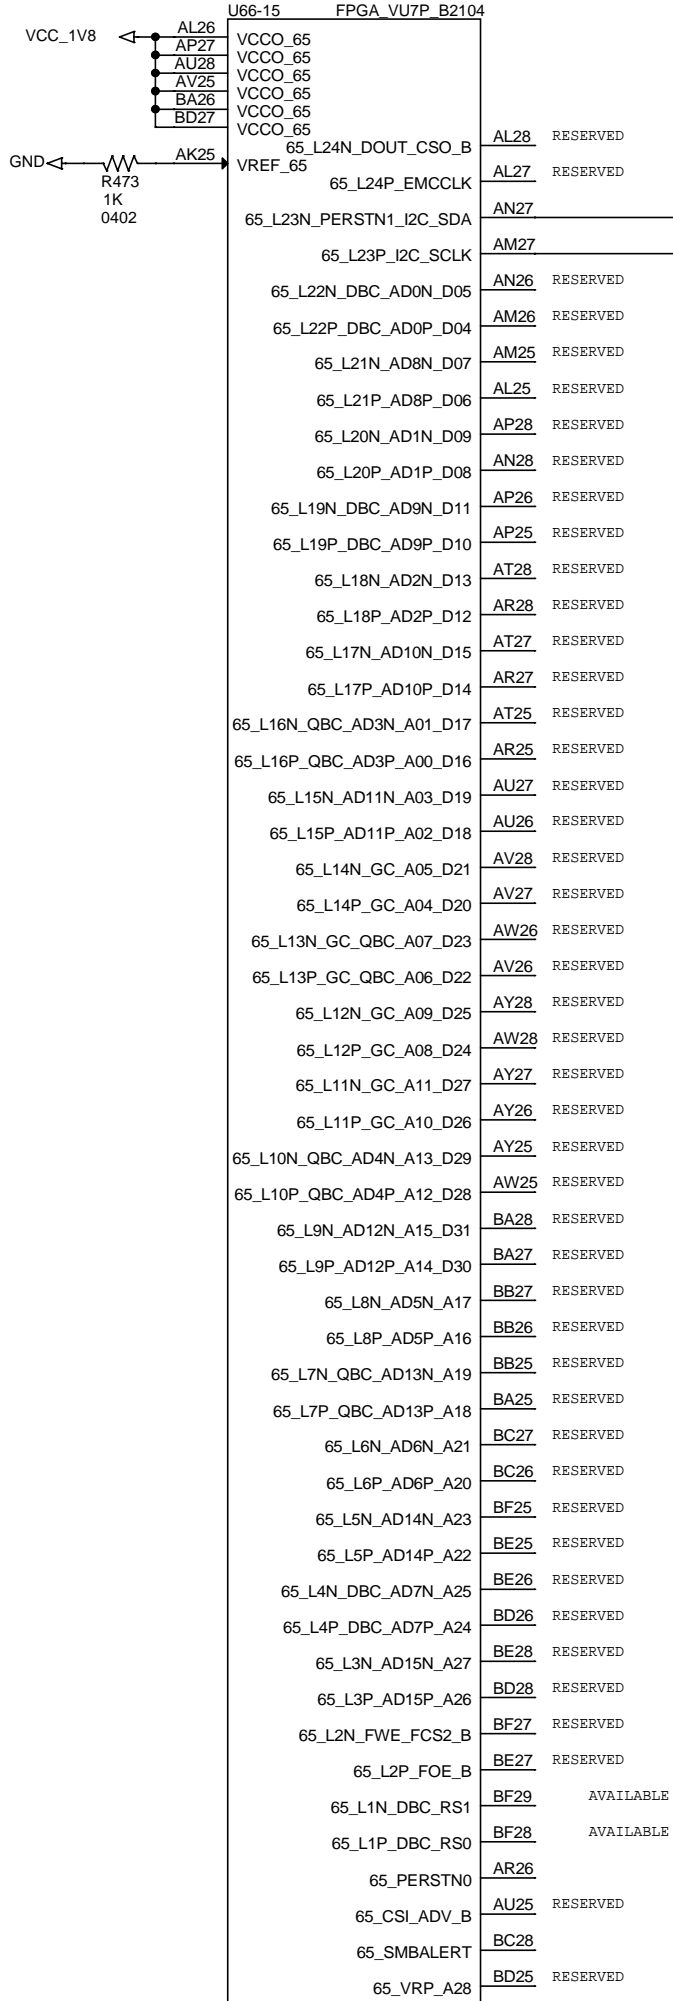 U66-15 FPGA_VU7P_B2104
VCC_1V8 AL26 VCCO_65
AP27 VCCO_65
AU28 VCCO_65
AV25 VCCO_65
BA26 VCCO_65
BD27 VCCO_65
65_L24N_DOUT_CSO_B AL28 RESERVED
GND AK25 VREF_65
R473
1K
0402
65_L24P_EMCCLK AL27 RESERVED
65_L23N_PERSTN1_I2C_SDA AN27
65_L23P_I2C_SCLK AM27
65_L22N_DBC_AD0N_D05 AN26 RESERVED
65_L22P_DBC_AD0P_D04 AM26 RESERVED
65_L21N_AD8N_D07 AM25 RESERVED
65_L21P_AD8P_D06 AL25 RESERVED
65_L20N_AD1N_D09 AP28 RESERVED
65_L20P_AD1P_D08 AN28 RESERVED
65_L19N_DBC_AD9N_D11 AP26 RESERVED
65_L19P_DBC_AD9P_D10 AP25 RESERVED
65_L18N_AD2N_D13 AT28 RESERVED
65_L18P_AD2P_D12 AR28 RESERVED
65_L17N_AD10N_D15 AT27 RESERVED
65_L17P_AD10P_D14 AR27 RESERVED
65_L16N_QBC_AD3N_A01_D17 AT25 RESERVED
65_L16P_QBC_AD3P_A00_D16 AR25 RESERVED
65_L15N_AD11N_A03_D19 AU27 RESERVED
65_L15P_AD11P_A02_D18 AU26 RESERVED
65_L14N_GC_A05_D21 AV28 RESERVED
65_L14P_GC_A04_D20 AV27 RESERVED
65_L13N_GC_QBC_A07_D23 AW26 RESERVED
65_L13P_GC_QBC_A06_D22 AV26 RESERVED
65_L12N_GC_A09_D25 AY28 RESERVED
65_L12P_GC_A08_D24 AW28 RESERVED
65_L11N_GC_A11_D27 AY27 RESERVED
65_L11P_GC_A10_D26 AY26 RESERVED
65_L10N_QBC_AD4N_A13_D29 AY25 RESERVED
65_L10P_QBC_AD4P_A12_D28 AW25 RESERVED
65_L9N_AD12N_A15_D31 BA28 RESERVED
65_L9P_AD12P_A14_D30 BA27 RESERVED
65_L8N_AD5N_A17 BB27 RESERVED
65_L8P_AD5P_A16 BB26 RESERVED
65_L7N_QBC_AD13N_A19 BB25 RESERVED
65_L7P_QBC_AD13P_A18 BA25 RESERVED
65_L6N_AD6N_A21 BC27 RESERVED
65_L6P_AD6P_A20 BC26 RESERVED
65_L5N_AD14N_A23 BF25 RESERVED
65_L5P_AD14P_A22 BE25 RESERVED
65_L4N_DBC_AD7N_A25 BE26 RESERVED
65_L4P_DBC_AD7P_A24 BD26 RESERVED
65_L3N_AD15N_A27 BE28 RESERVED
65_L3P_AD15P_A26 BD28 RESERVED
65_L2N_FWE_FCS2_B BF27 RESERVED
65_L2P_FOE_B BE27 RESERVED
65_L1N_DBC_RS1 BF29 AVAILABLE
65_L1P_DBC_RS0 BF28 AVAILABLE
65_PERSTN0 AR26
65_CSI_ADV_B AU25 RESERVED
65_SMBALERT BC28
65_VRP_A28 BD25 RESERVED